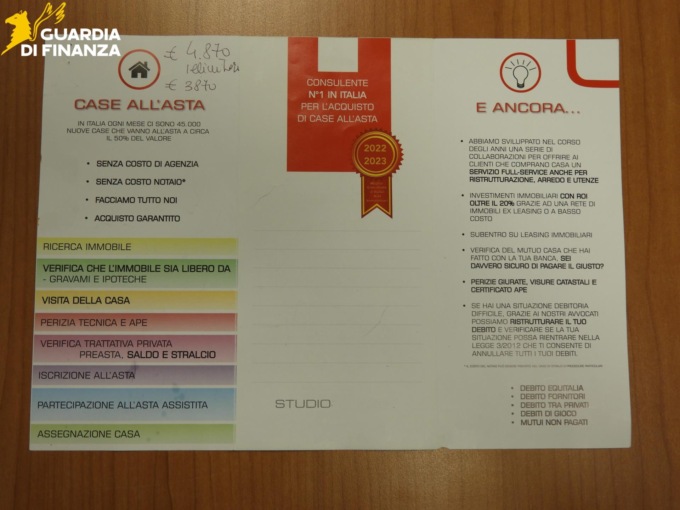 GUARDIA
DI FINANZA
€ 4.870
€ 3870
CASE ALL'ASTA
IN ITALIA OGNI MESE CI SONO 45.000
NUOVE CASE CHE VANNO ALL'ASTA A CIRCA
IL 50% DEL VALORE
• SENZA COSTO DI AGENZIA
• SENZA COSTO NOTAIO*
• FACCIAMO TUTTO NOI
• ACQUISTO GARANTITO
RICERCA IMMOBILE
VERIFICA CHE L'IMMOBILE SIA LIBERO DA
- GRAVAMI E IPOTECHE
VISITA DELLA CASA
PERIZIA TECNICA E APE
VERIFICA TRATTATIVA PRIVATA
PREASTA, SALDO E STRALCIO
ISCRIZIONE ALL'ASTA
PARTECIPAZIONE ALL'ASTA ASSISTITA
ASSEGNAZIONE CASA
CONSULENTE
N°1 IN ITALIA
PER L'ACQUISTO
DI CASE ALL'ASTA
2022
2023
STUDIO
E ANCORA...
• ABBIAMO SVILUPPATO NEL CORSO
DEGLI ANNI UNA SERIE DI
COLLABORAZIONI PER OFFRIRE AI
CLIENTI CHE COMPRANO CASA UN
SERVIZIO FULL-SERVICE ANCHE PER
RISTRUTTURAZIONE, ARREDO E UTENZE
• INVESTIMENTI IMMOBILIARI CON ROI
OLTRE IL 20% GRAZIE AD UNA RETE DI
IMMOBILI EX LEASING O A BASSO
COSTO
• SUBENTRO SU LEASING IMMOBILIARI
• VERIFICA DEL MUTUO CASA CHE HAI
FATTO CON LA TUA BANCA, SEI
DAVVERO SICURO DI PAGARE IL GIUSTO?
• PERIZIE GIURATE, VISURE CATASTALI E
CERTIFICATO APE
• SE HAI UNA SITUAZIONE DEBITORIA
DIFFICILE, GRAZIE AI NOSTRI AVVOCATI
POSSIAMO RISTRUTTURARE IL TUO
DEBITO E VERIFICARE SE LA TUA
SITUAZIONE POSSA RIENTRARE NELLA
LEGGE 3/2012 CHE TI CONSENTE DI
ANNULLARE TUTTI I TUOI DEBITI.
• DEBITO EQUITALIA
• DEBITO FORNITORI
• DEBITO TRA PRIVATI
• DEBITI DI GIOCO
• MUTUI NON PAGATI